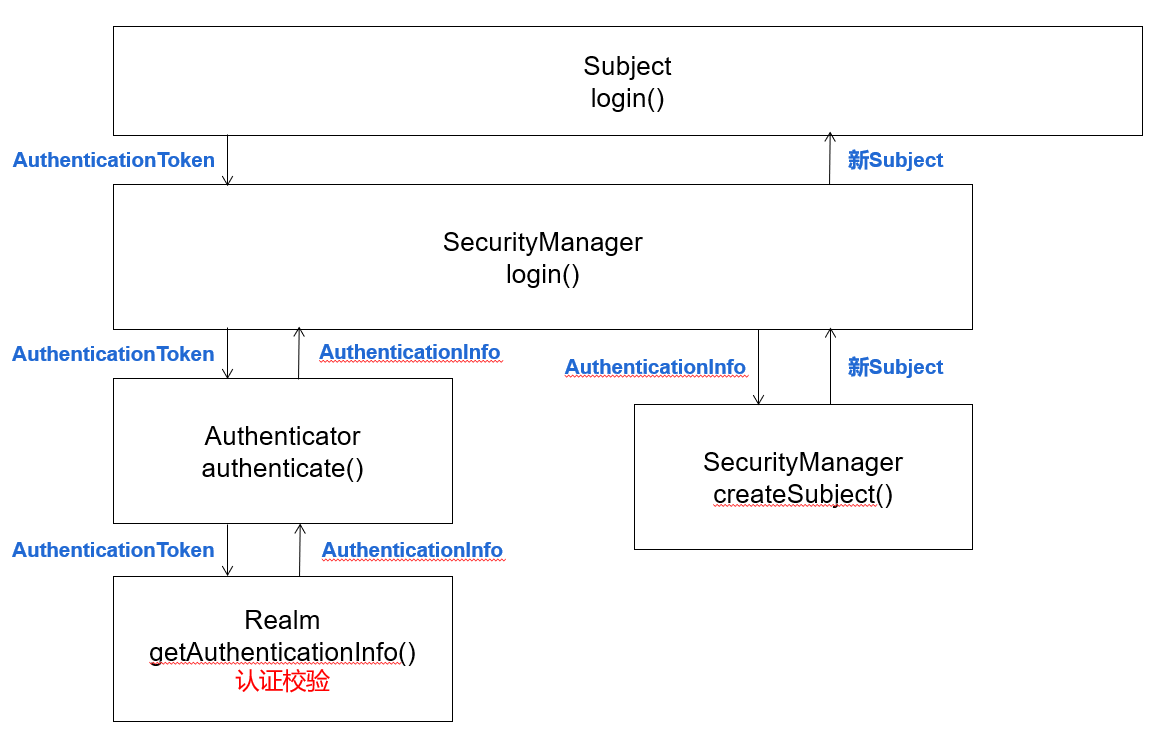 Subject
login()
AuthenticationToken
新Subject
SecurityManager
login()
AuthenticationToken
AuthenticationInfo
AuthenticationInfo
新Subject
Authenticator
authenticate()
SecurityManager
createSubject()
AuthenticationToken
AuthenticationInfo
Realm
getAuthenticationInfo()
认证校验